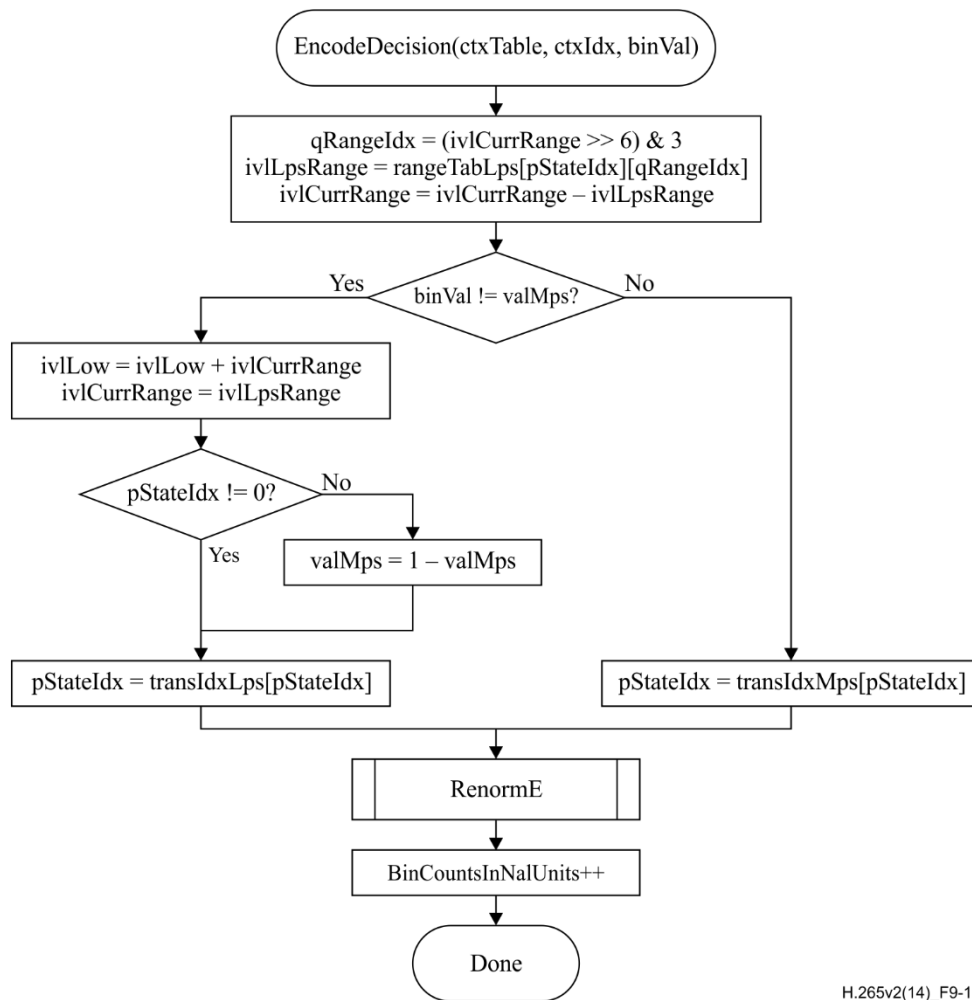 EncodeDecision(ctxTable, ctxIdx, binVal)
qRangeIdx = (ivlCurrRange >> 6) & 3
ivlLpsRange = rangeTabLps[pStateIdx][qRangeIdx]
ivlCurrRange = ivlCurrRange – ivlLpsRange
Yes
binVal != valMps?
No
ivlLow = ivlLow + ivlCurrRange
ivlCurrRange = ivlLpsRange
pStateIdx != 0?
No
Yes
valMps = 1 – valMps
pStateIdx = transIdxLps[pStateIdx]
pStateIdx = transIdxMps[pStateIdx]
RenormE
BinCountsInNalUnits++
Done
H.265v2(14)_F9-1